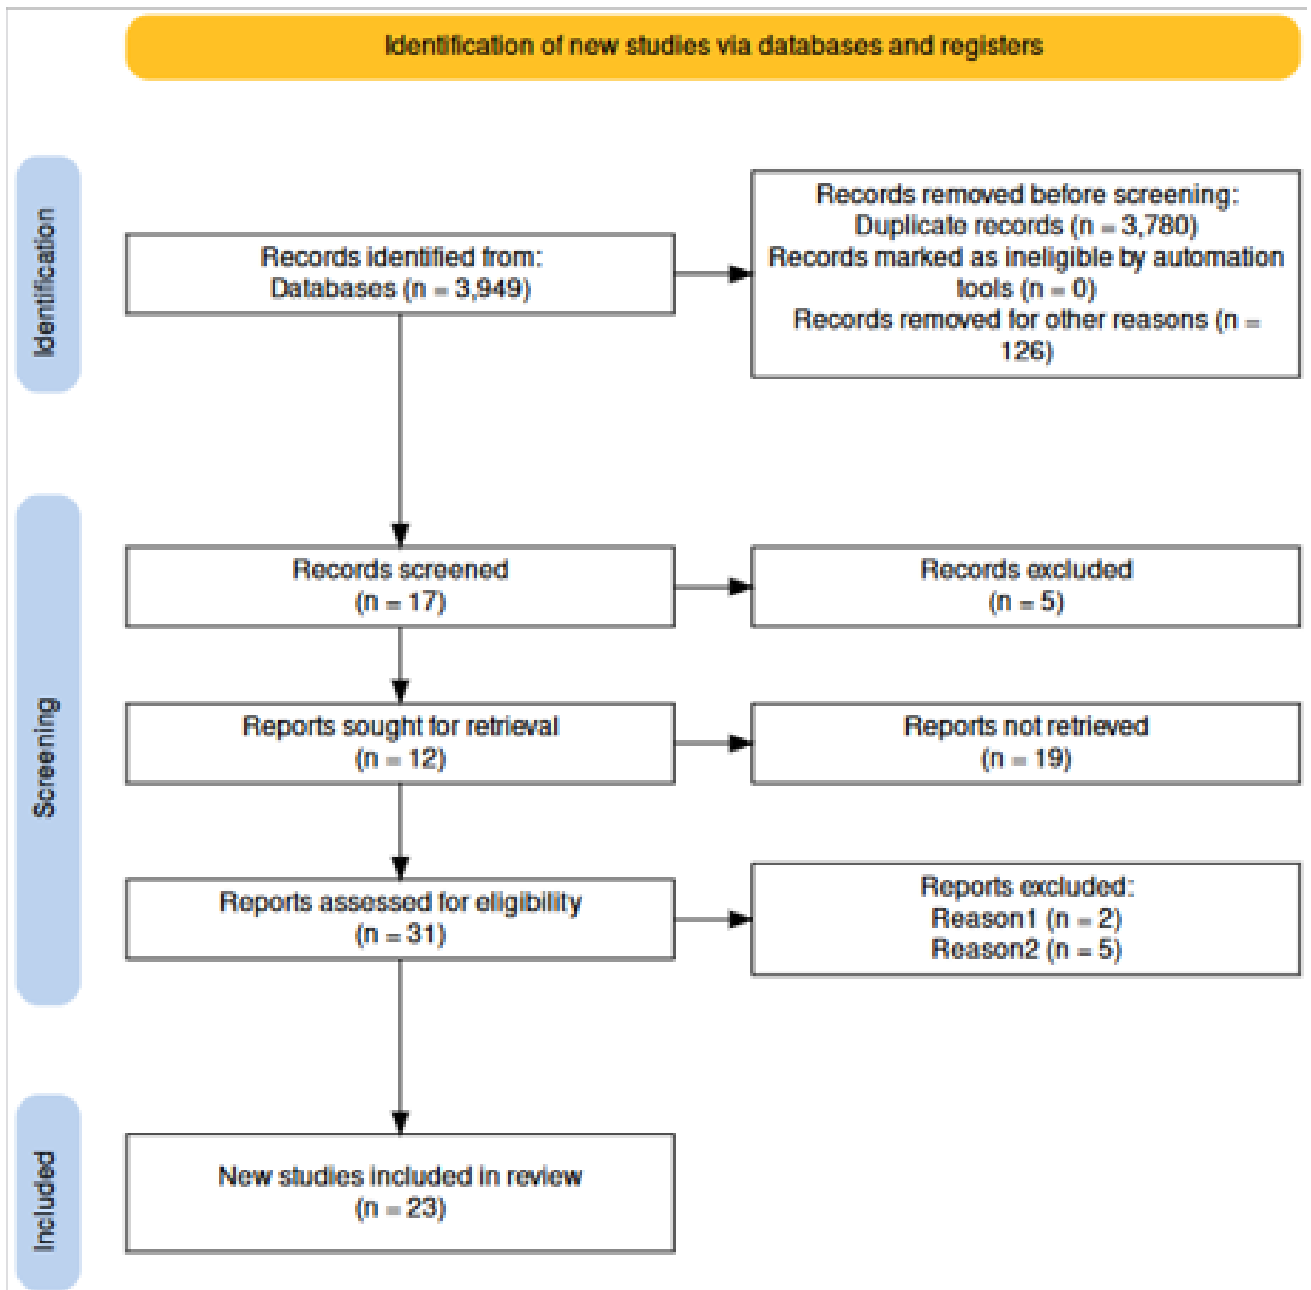 Identification of new studies via databases and registers
Identification
Records identified from:
Databases (n = 3,949)
Records removed before screening:
Duplicate records (n = 3,780)
Records marked as ineligible by automation
tools (n = 0)
Records removed for other reasons (n =
126)
Screening
Records screened
(n = 17)
Records excluded
(n = 5)
Reports sought for retrieval
(n = 12)
Reports not retrieved
(n = 19)
Reports assessed for eligibility
(n = 31)
Reports excluded:
Reason1 (n = 2)
Reason2 (n = 5)
Included
New studies included in review
(n = 23)